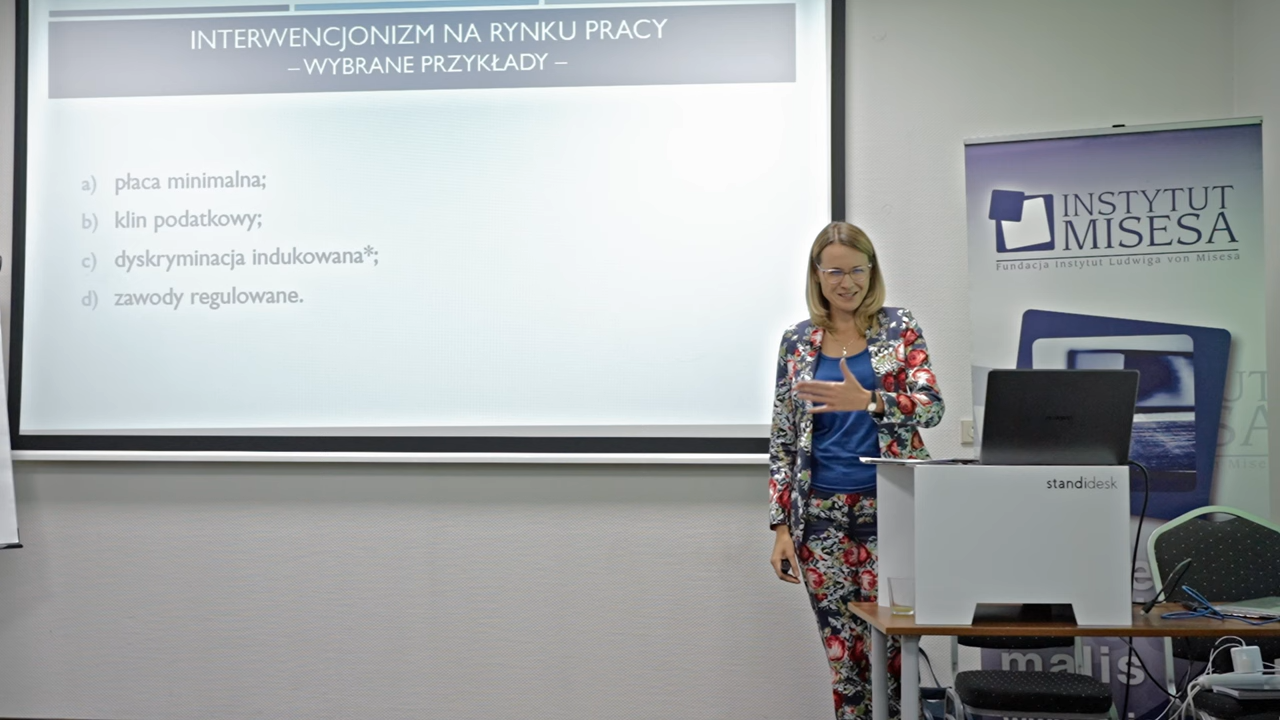 INTERWENCJONIZM NA RYNKU PRACY
– WYBRANE PRZYKŁADY –
a) płaca minimalna;
b) klin podatkowy;
c) dyskryminacja indukowana*;
d) zawody regulowane.
INSTYTUT
MISESA
Fundacja Instytut Ludwiga von Misesa
standidesk
malis